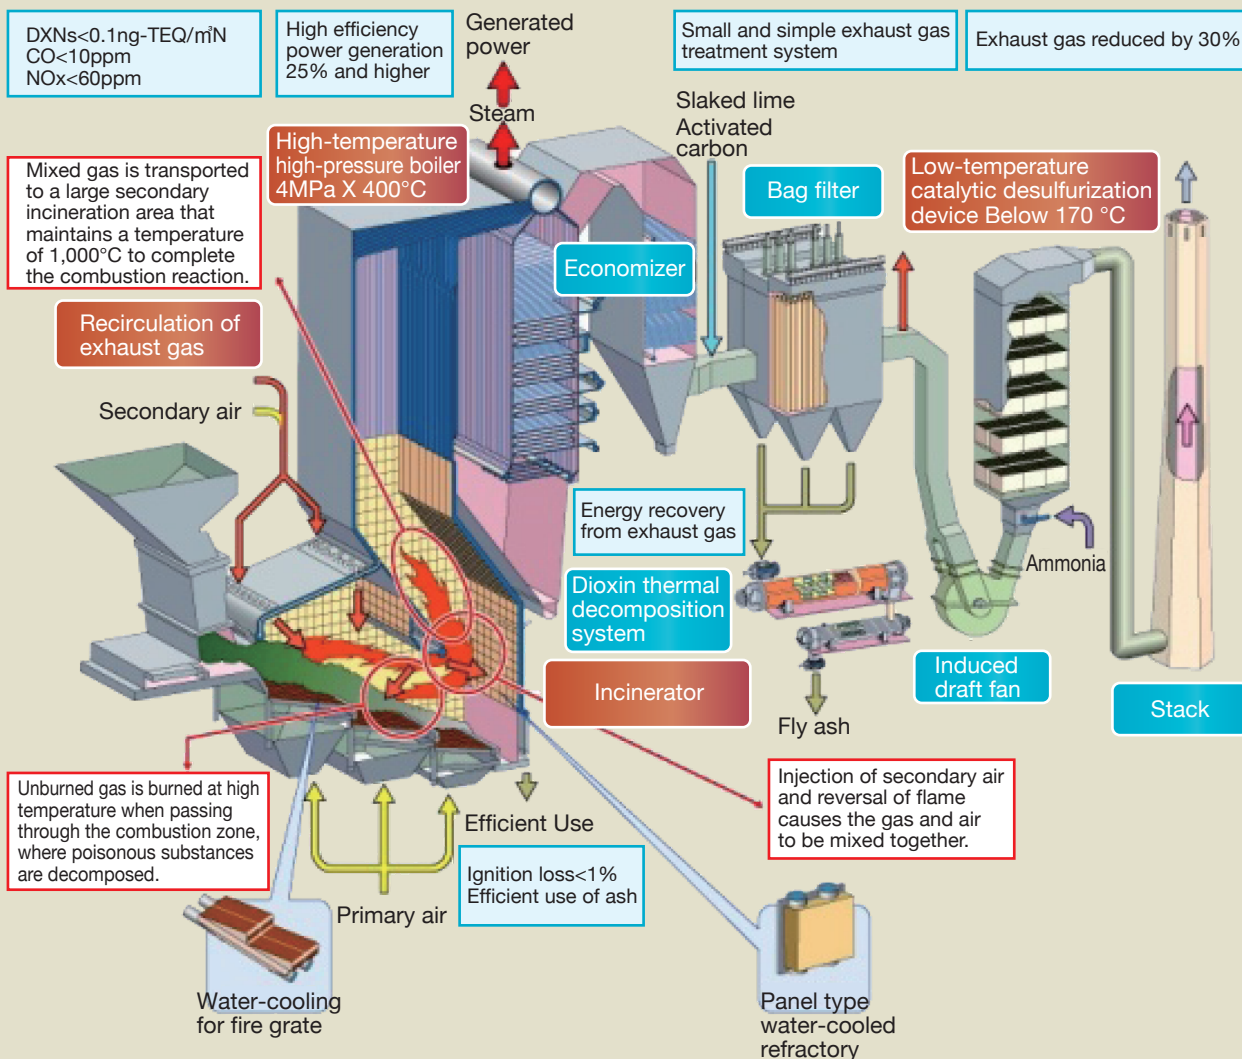 DXNs<0.1ng-TEQ/m³N
CO<10ppm
NOx<60ppm
High efficiency
power generation
25% and higher
Generated
power
Small and simple exhaust gas
treatment system
Exhaust gas reduced by 30%
Steam
Slaked lime
Activated
carbon
High-temperature
high-pressure boiler
4MPa X 400°C
Mixed gas is transported
to a large secondary
incineration area that
maintains a temperature
of 1,000°C to complete
the combustion reaction.
Bag filter
Low-temperature
catalytic desulfurization
device Below 170 °C
Economizer
Recirculation of
exhaust gas
Secondary air
Energy recovery
from exhaust gas
Ammonia
Dioxin thermal
decomposition
system
Incinerator
Induced
draft fan
Stack
Fly ash
Unburned gas is burned at high
temperature when passing
through the combustion zone,
where poisonous substances
are decomposed.
Efficient Use
Injection of secondary air
and reversal of flame
causes the gas and air
to be mixed together.
Ignition loss<1%
Efficient use of ash
Primary air
Water-cooling
for fire grate
Panel type
water-cooled
refractory